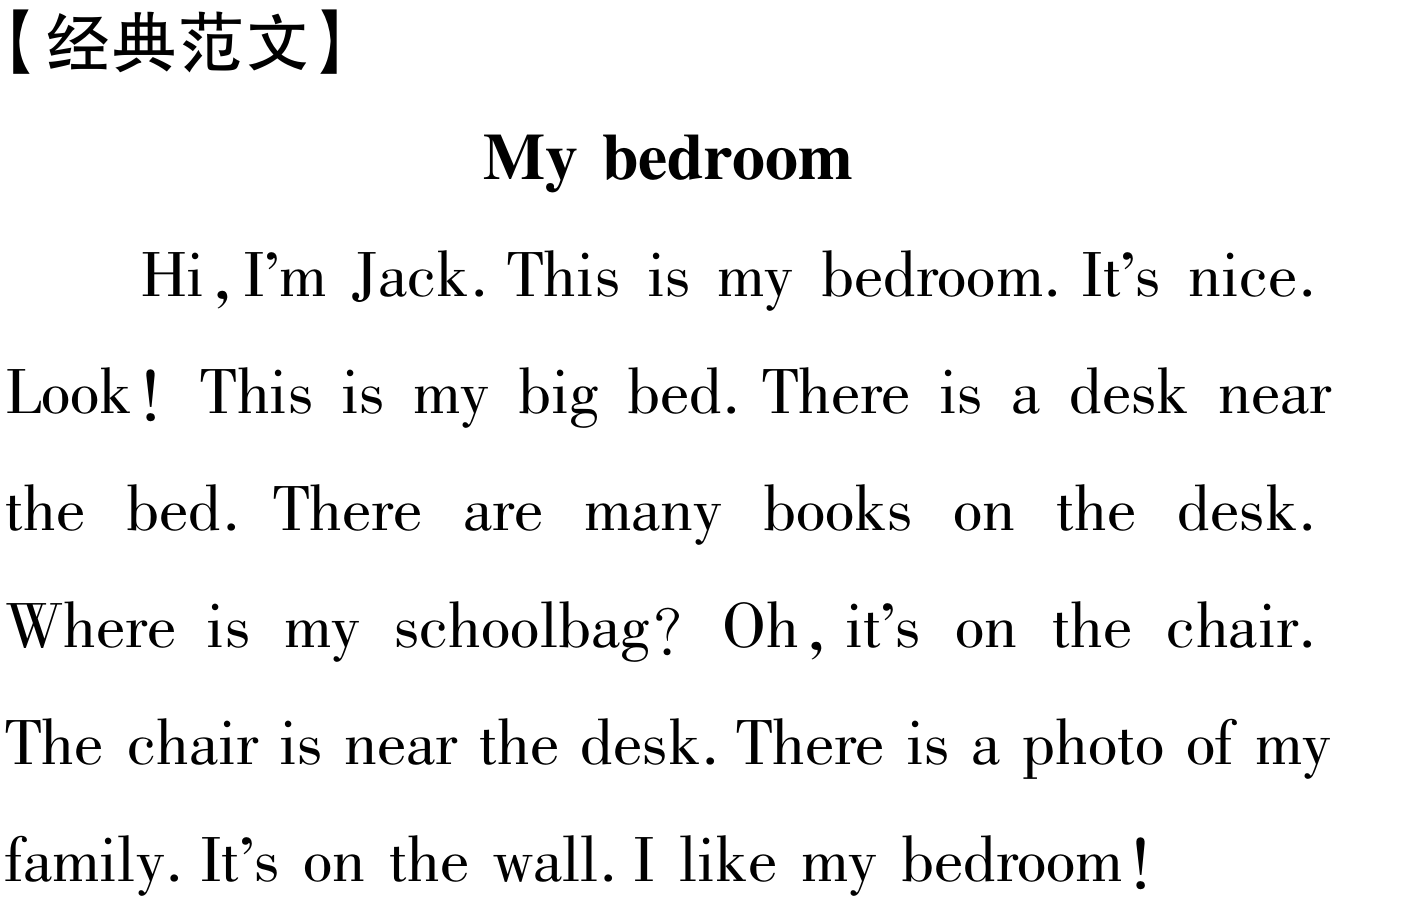 【经典范文】
My bedroom
Hi, I’m Jack. This is my bedroom. It’s nice.
Look! This is my big bed. There is a desk near
the bed. There are many books on the desk.
Where is my schoolbag? Oh, it’s on the chair.
The chair is near the desk. There is a photo of my
family. It’s on the wall. I like my bedroom!